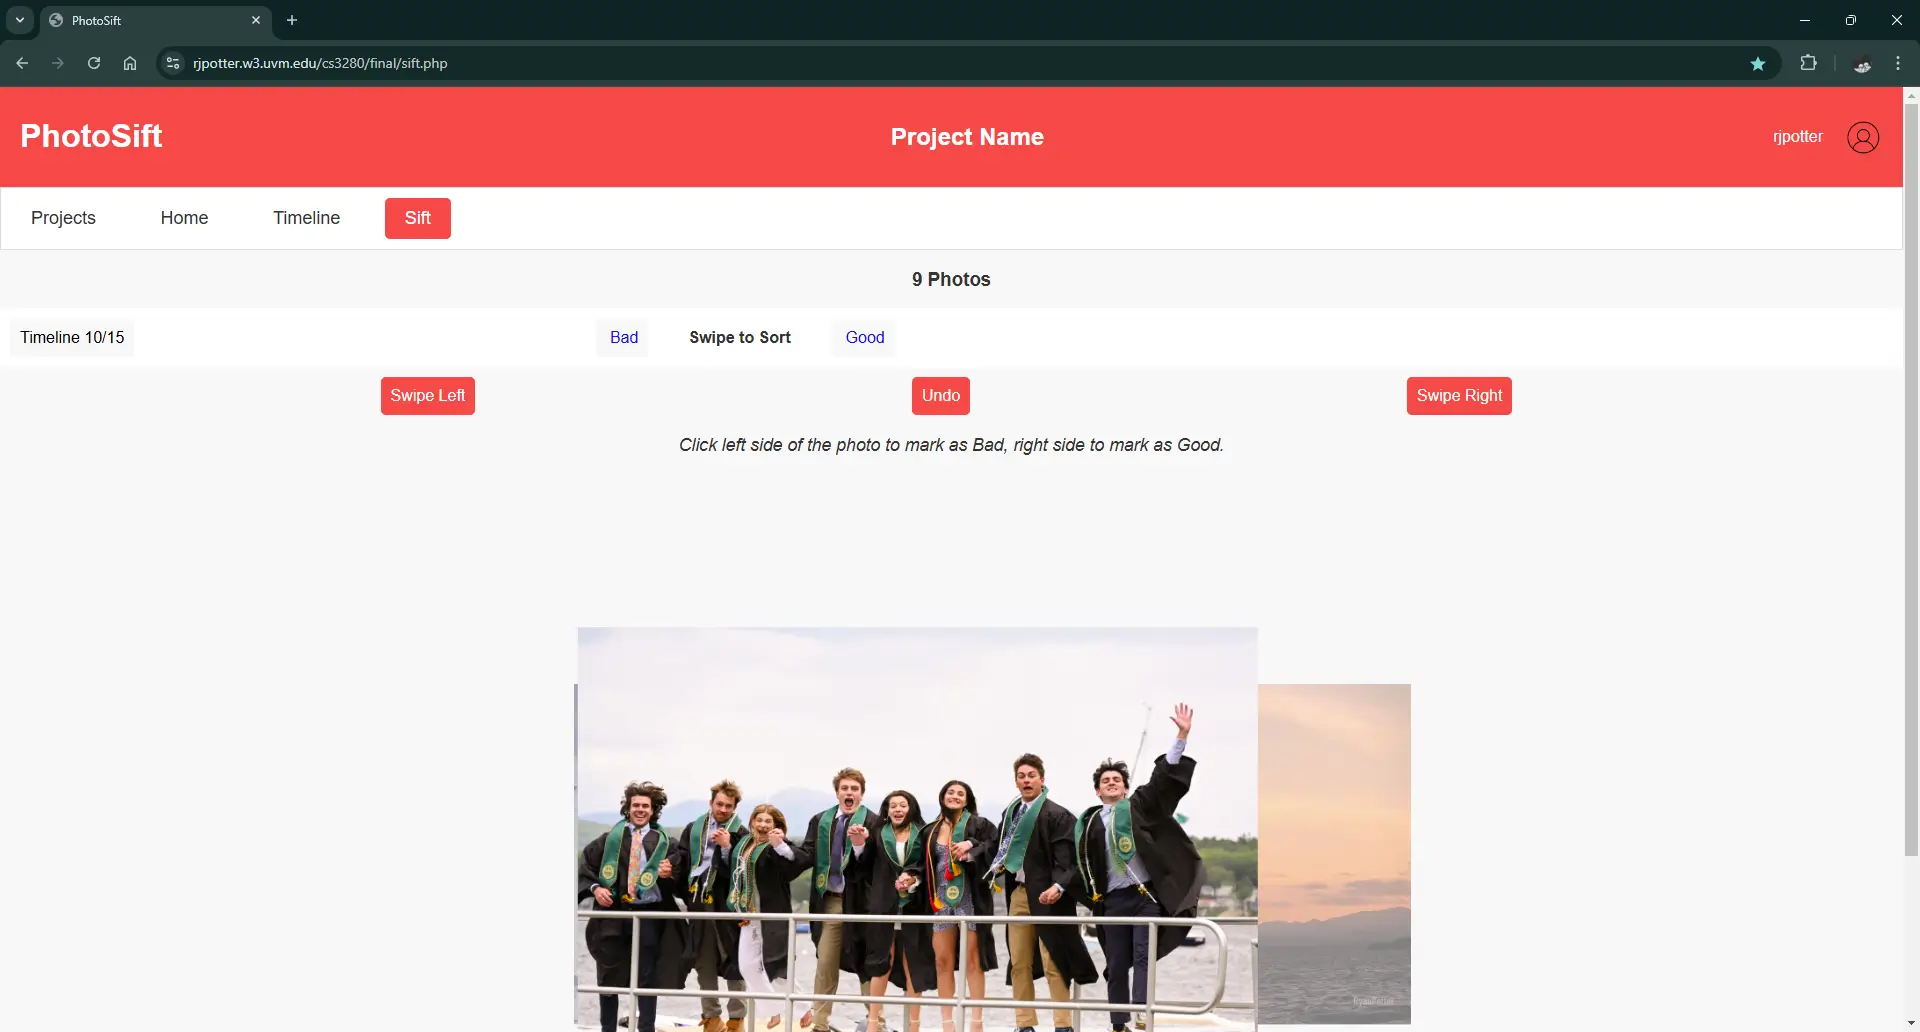 PhotoSift
rjpotter.w3.uvm.edu/cs3280/final/sift.php
PhotoSift
Project Name
rjpotter
Projects
Home
Timeline
Sift
9 Photos
Timeline 10/15
Bad
Swipe to Sort
Good
Swipe Left
Undo
Swipe Right
Click left side of the photo to mark as Bad, right side to mark as Good.
RyanPotter